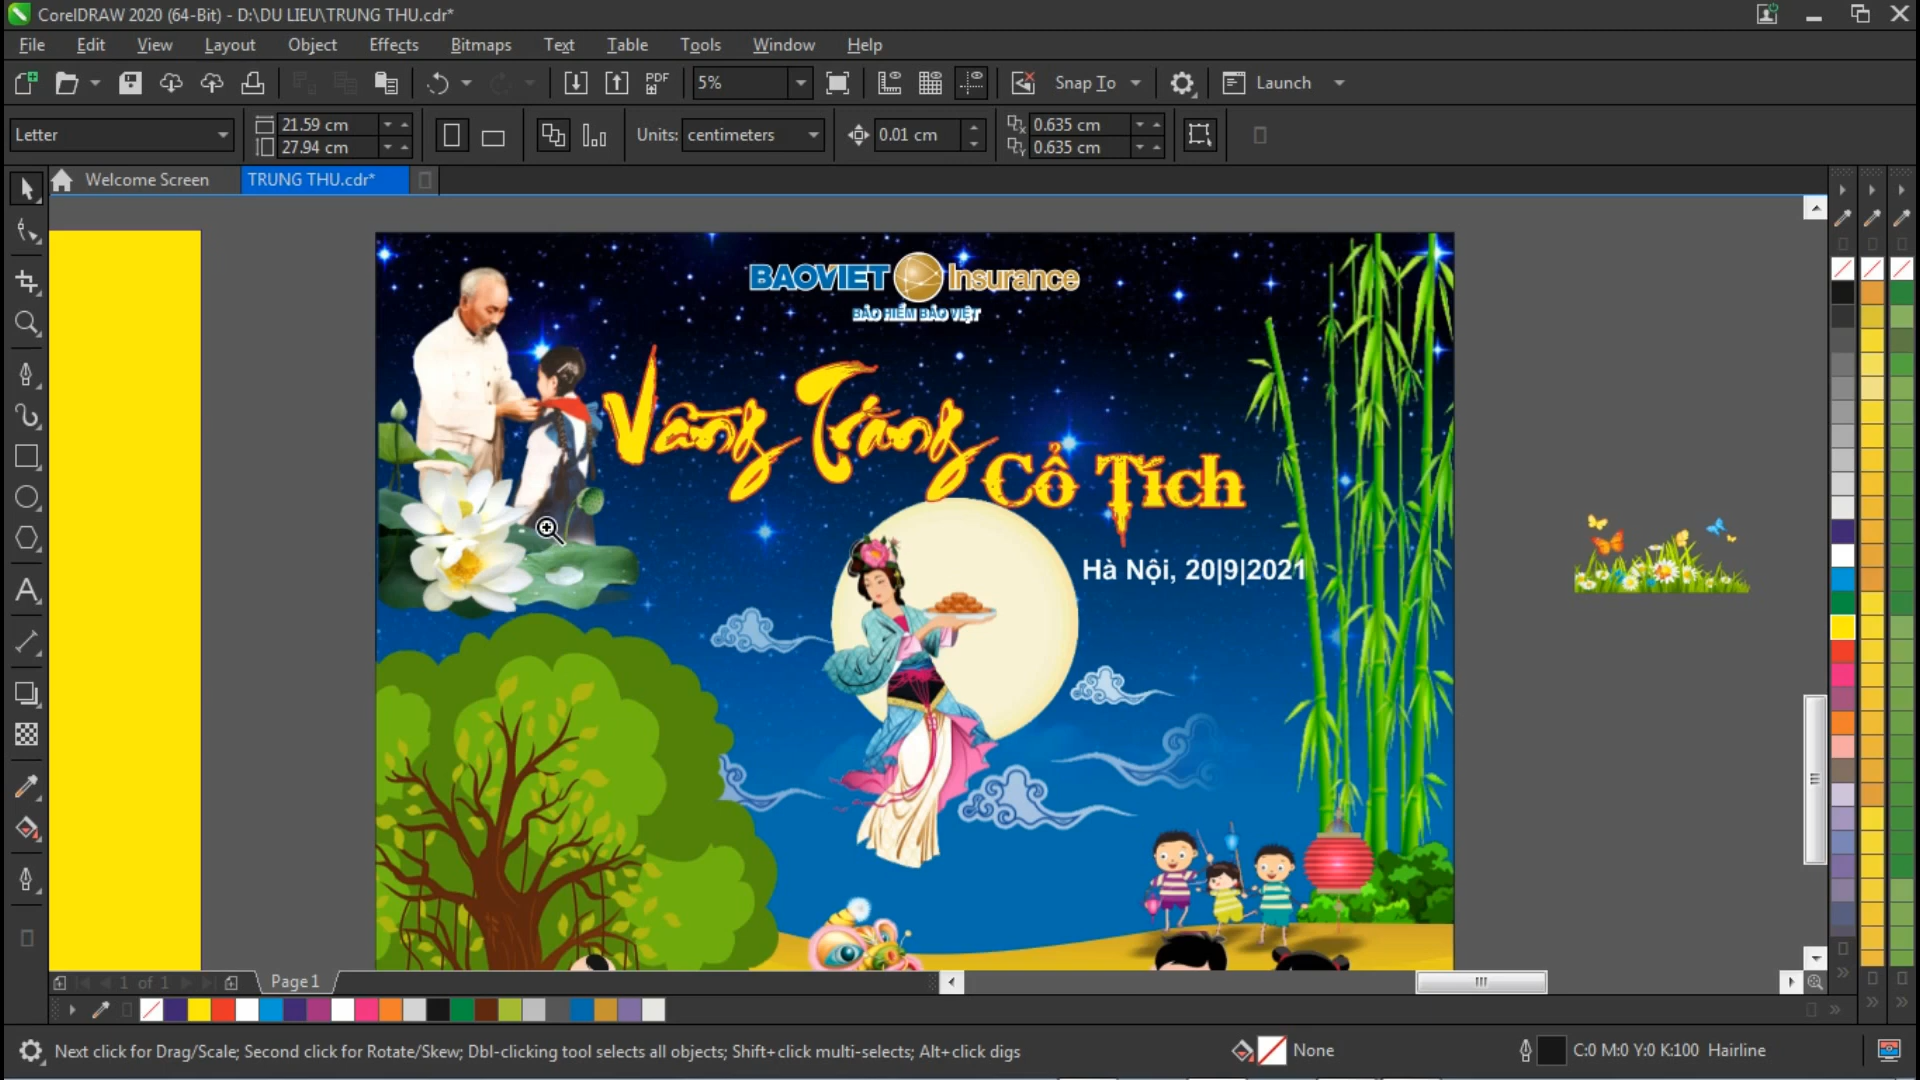 CorelDRAW 2020 (64-Bit) - D:\DU LIEU\TRUNG THU.cdr*
File Edit View Layout Object Effects Bitmaps Text Table Tools Window Help
PDF 5% Snap To Launch
Letter 21.59 cm 27.94 cm Units: centimeters 0.01 cm 0.635 cm 0.635 cm
Welcome Screen TRUNG THU.cdr*
BAOVIET Insurance
BẢO HIỂM BẢO VIỆT
Vầng Trăng
Cổ Tích
Hà Nội, 20|9|2021
1 of 1 Page 1
Next click for Drag/Scale; Second click for Rotate/Skew; Dbl-clicking tool selects all objects; Shift+click multi-selects; Alt+click digs None C:0 M:0 Y:0 K:100 Hairline